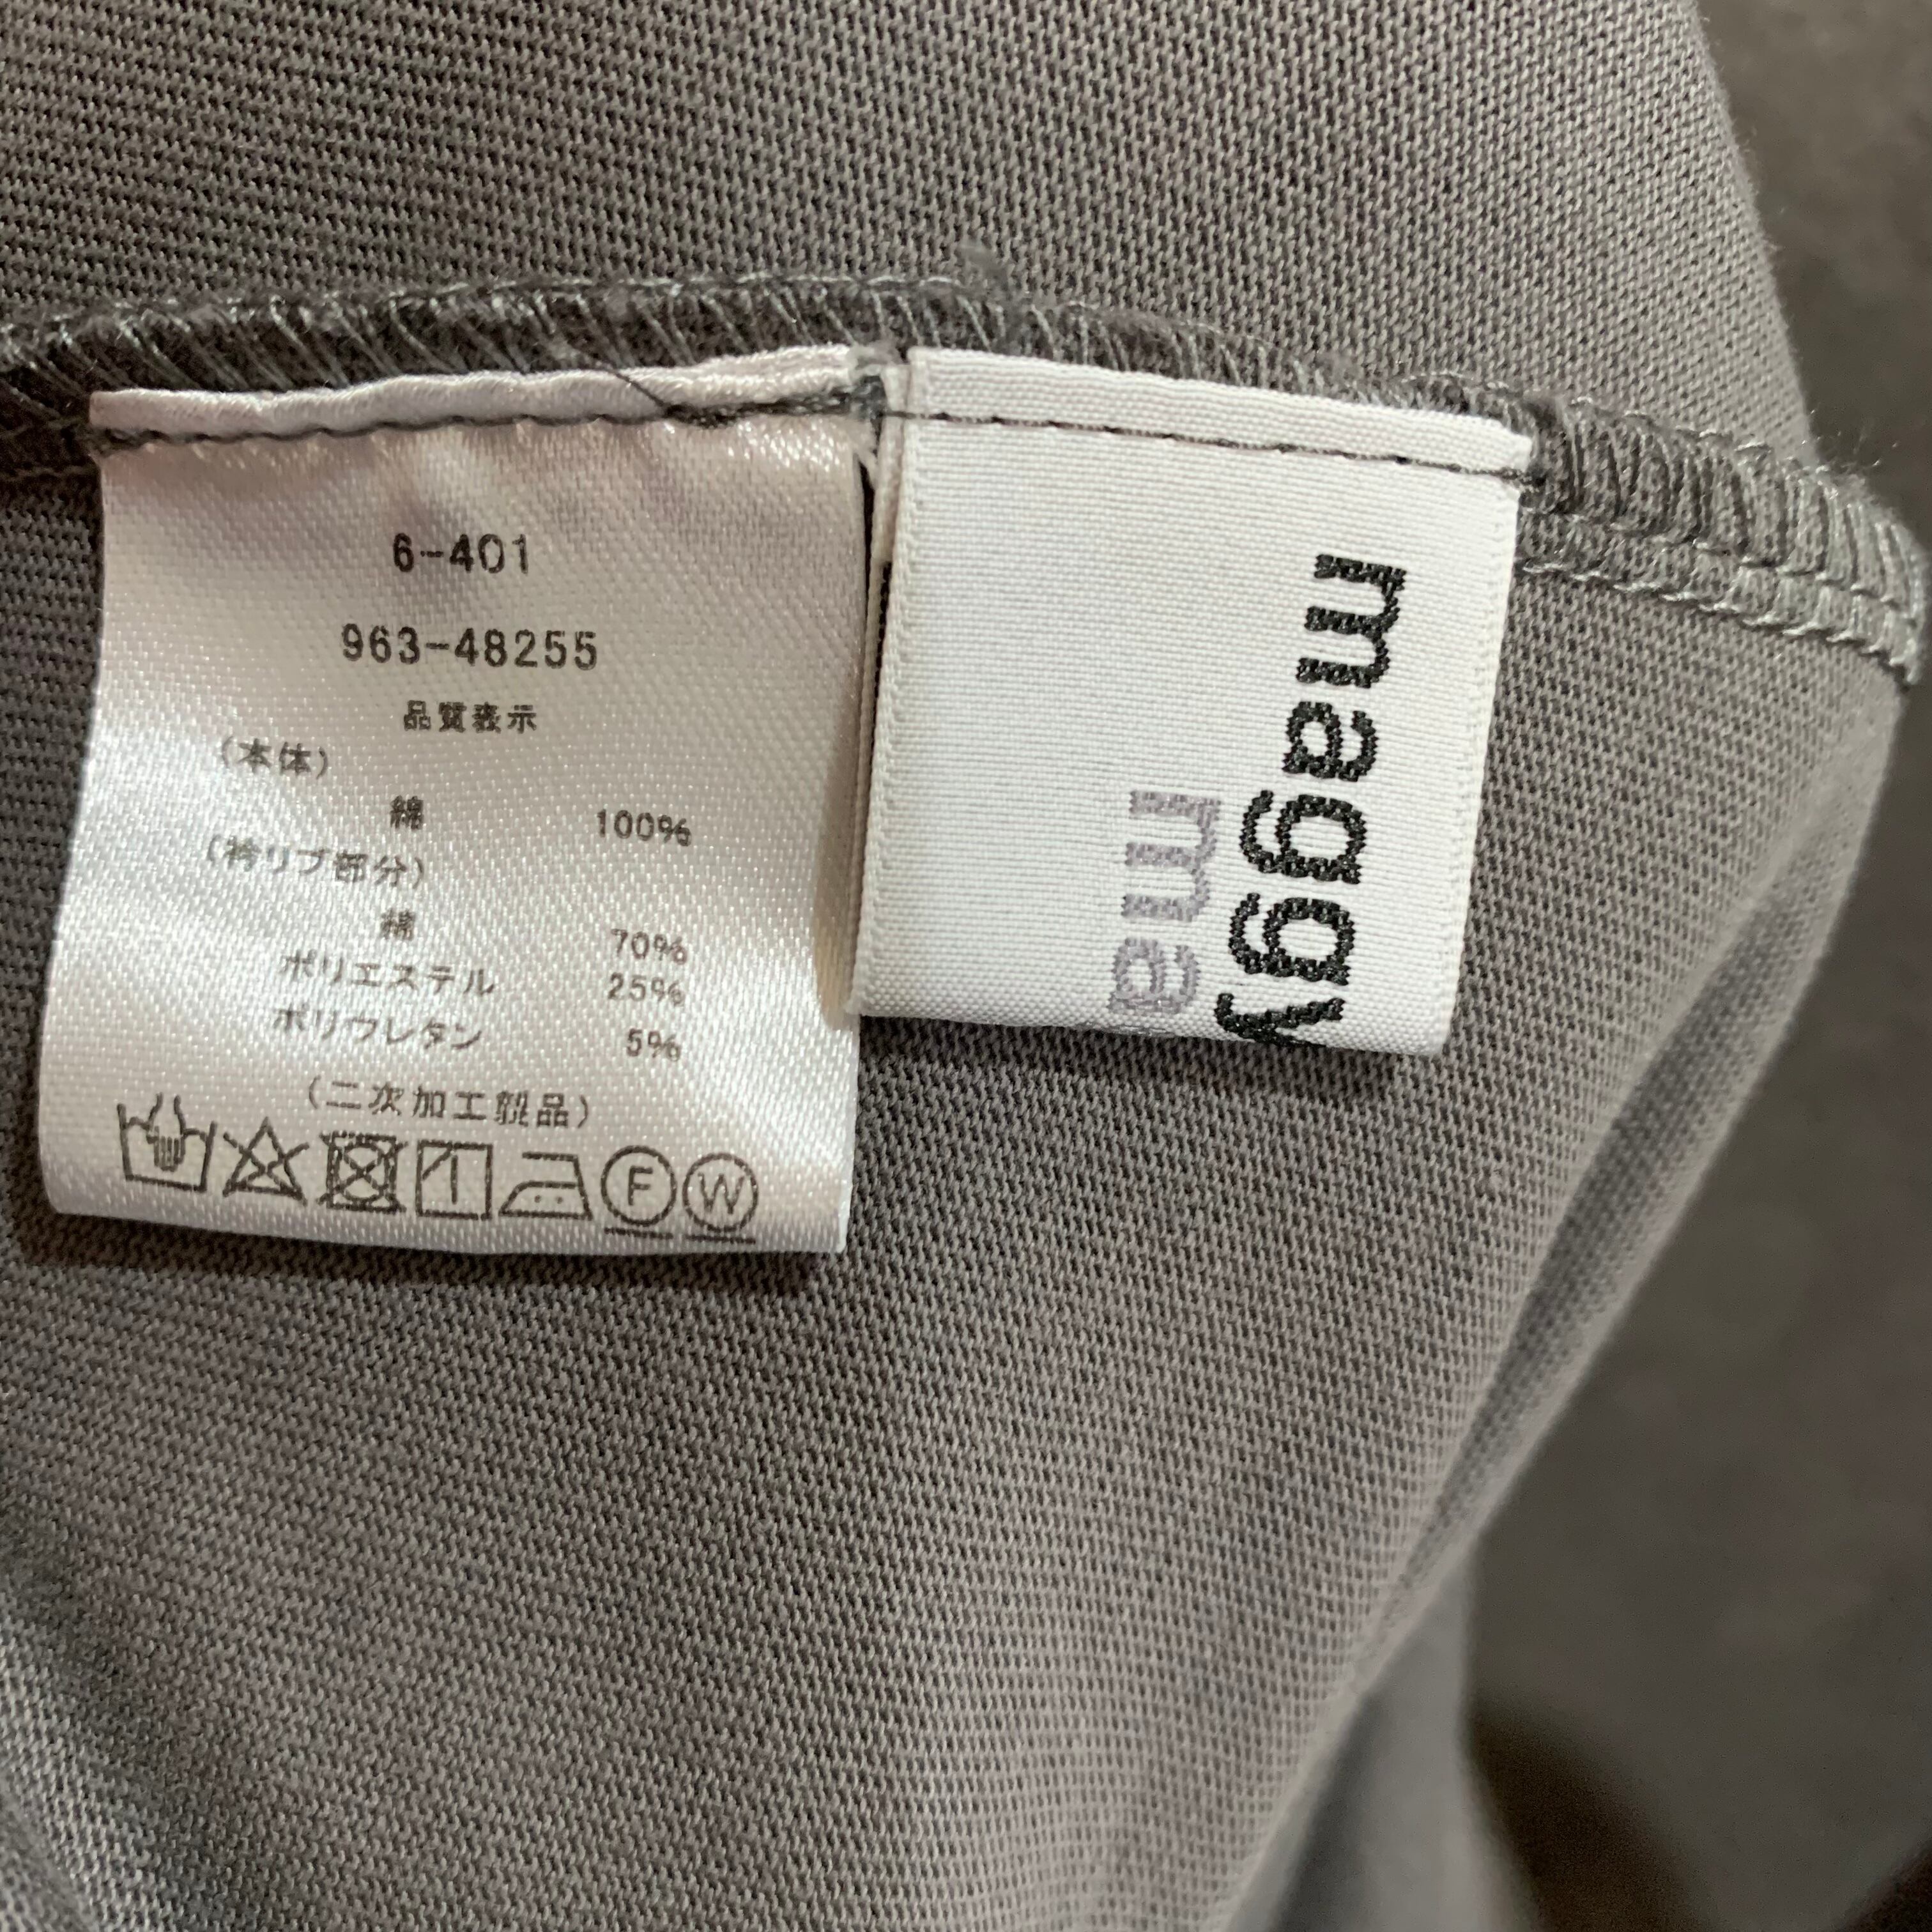 6-401
963-48255
品質表示
(本体)
綿 100%
(衿リブ部分)
綿 70%
ポリエステル 25%
ポリウレタン 5%
(二次加工製品)
F W
maggy
ma